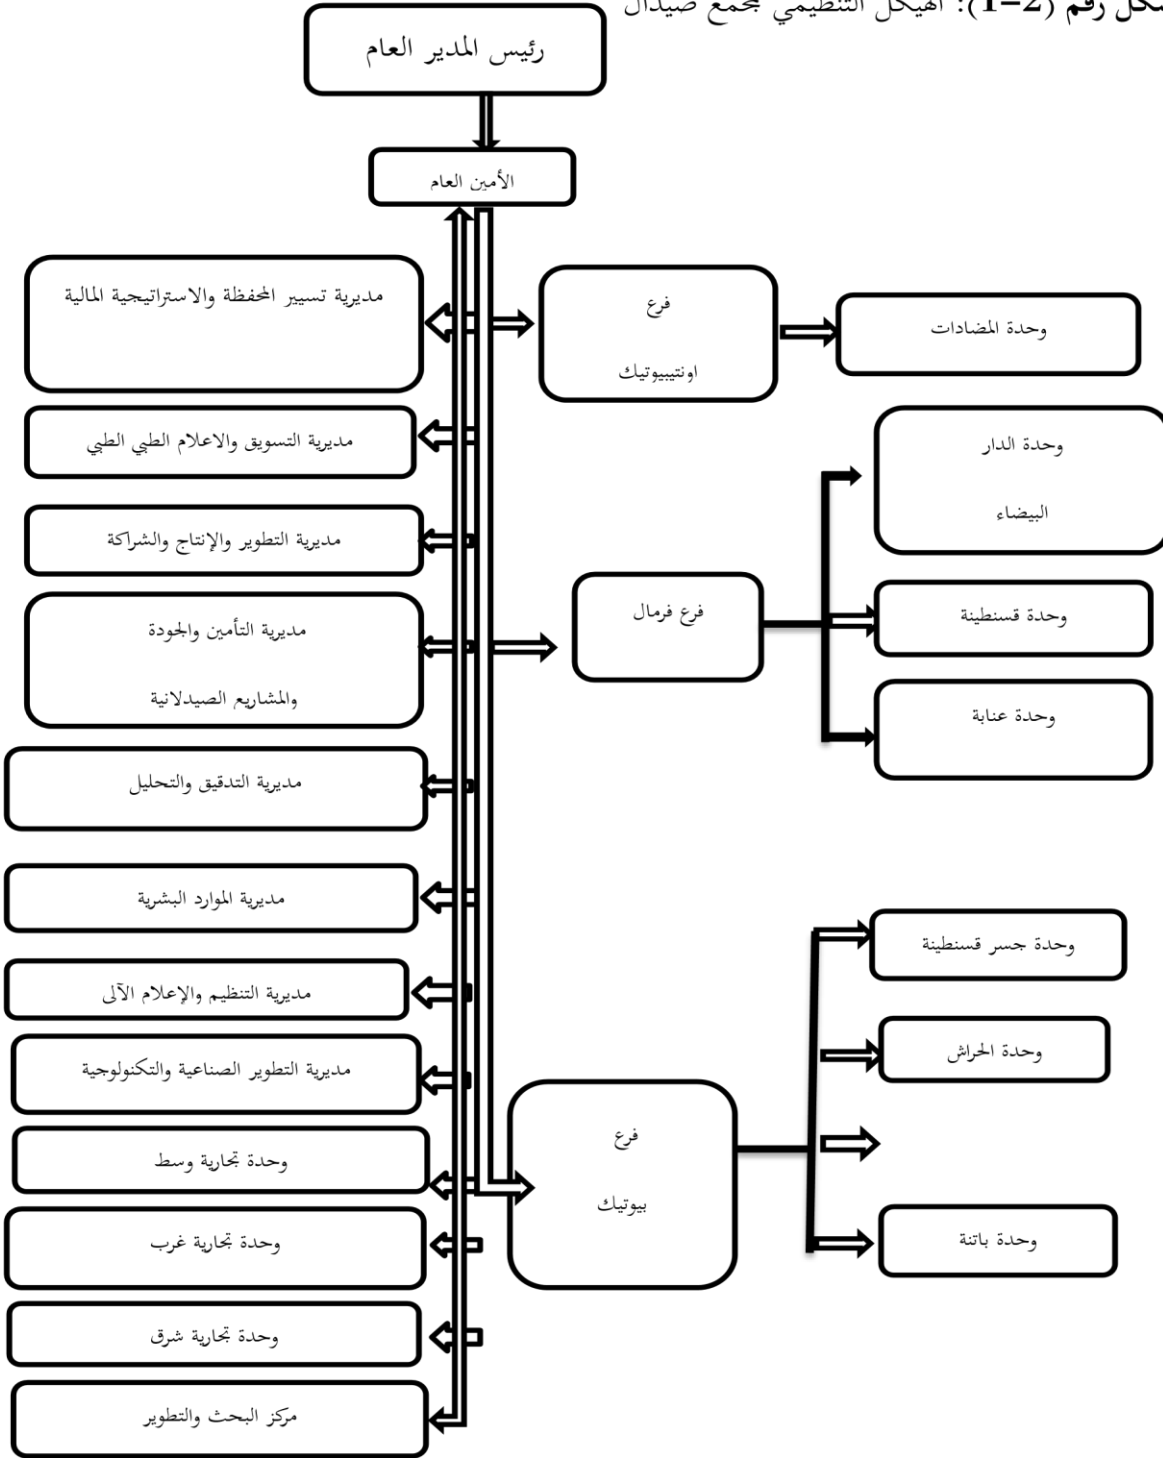 شكل رقم (2-1): الهيكل التنظيمي لمجمع صيدال
رئيس المدير العام
الأمين العام
مديرية تسيير المحفظة والاستراتيجية المالية
مديرية التسويق والاعلام الطبي الطبي
مديرية التطوير والإنتاج والشراكة
مديرية التأمين والجودة
والمشاريع الصيدلانية
مديرية التدقيق والتحليل
مديرية الموارد البشرية
مديرية التنظيم والإعلام الآلى
مديرية التطوير الصناعية والتكنولوجية
وحدة تجارية وسط
وحدة تجارية غرب
وحدة تجارية شرق
مركز البحث والتطوير
فرع
اونتيبيوتيك
وحدة المضادات
فرع فرمال
وحدة الدار
البيضاء
وحدة قسنطينة
وحدة عنابة
فرع
بيوتيك
وحدة جسر قسنطينة
وحدة الحراش
وحدة باتنة